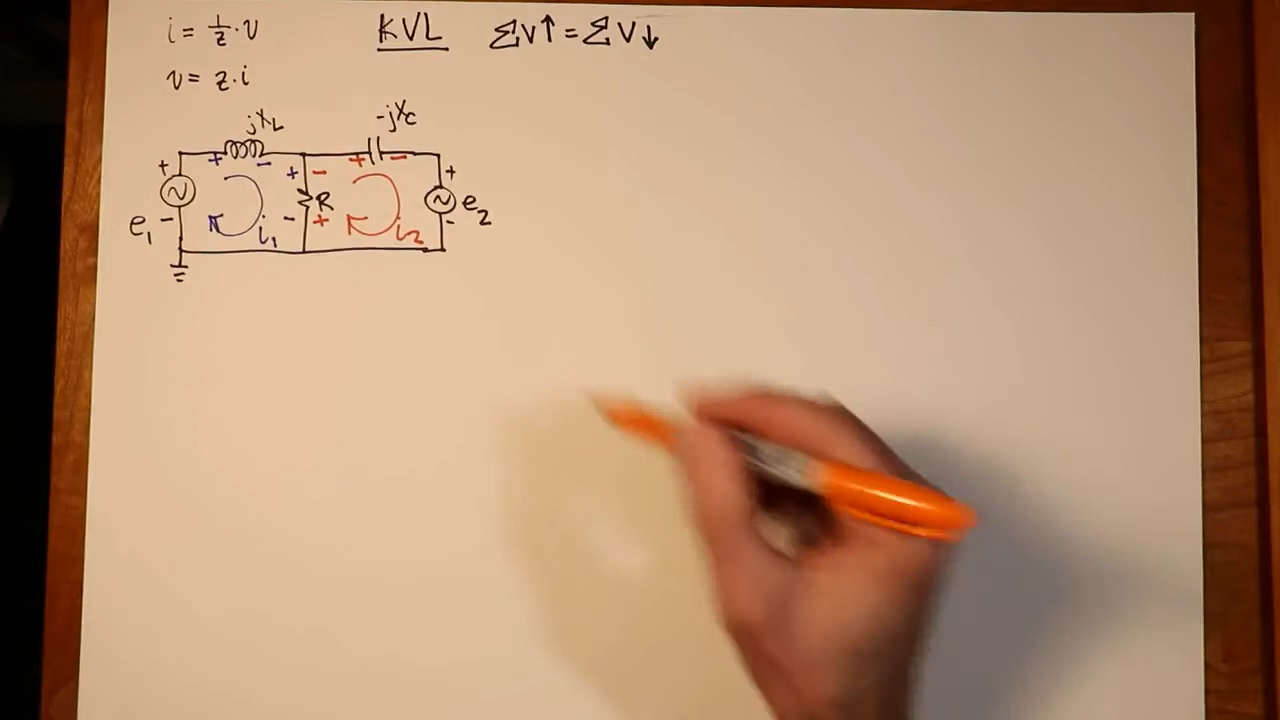 i = 1/z · v
KVL Σv↑ = Σv↓
v = z · i
jXL
-jXc
+ + - + - +
+ -
e1 - R e2
i1 - + i2 -